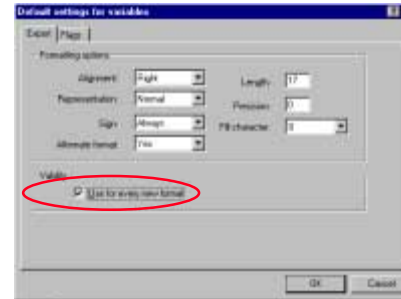 Default settings for variables
Export Flags
Formatting options
Alignment: Right Length: 17
Representation: Normal Precision: 0
Sign: Always Fill character: 0
Alternate format: Yes
Validity
Use for every new format
OK Cancel